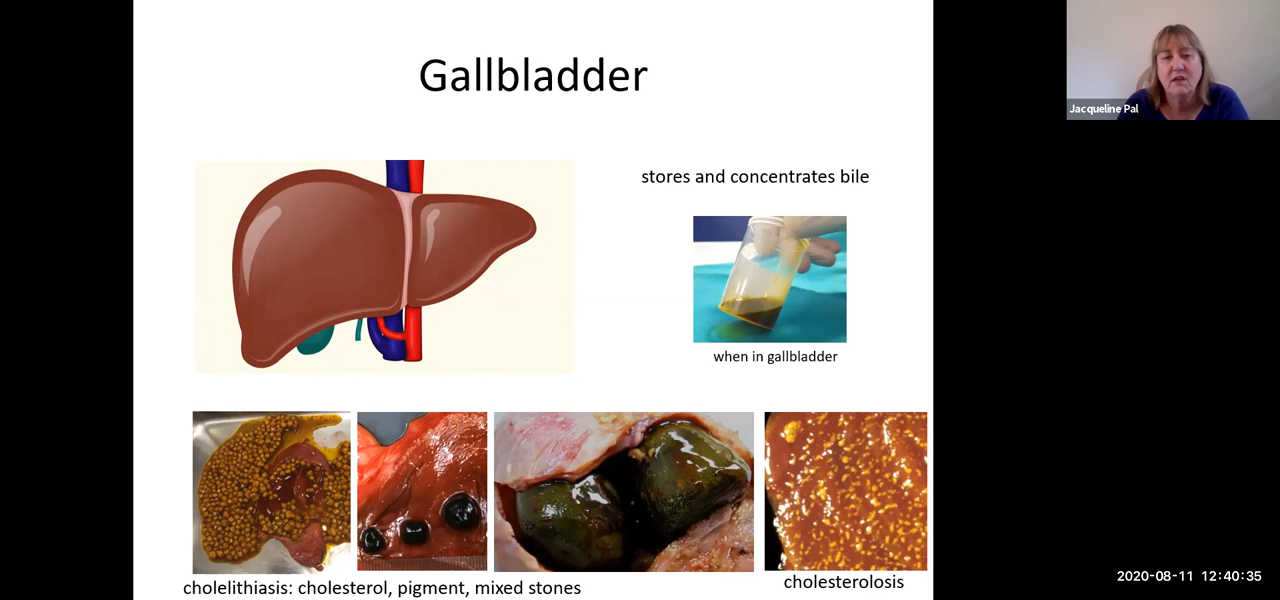 Gallbladder
Jacqueline Pal
stores and concentrates bile
when in gallbladder
cholelithiasis: cholesterol, pigment, mixed stones
cholesterolosis
2020-08-11 12:40:35